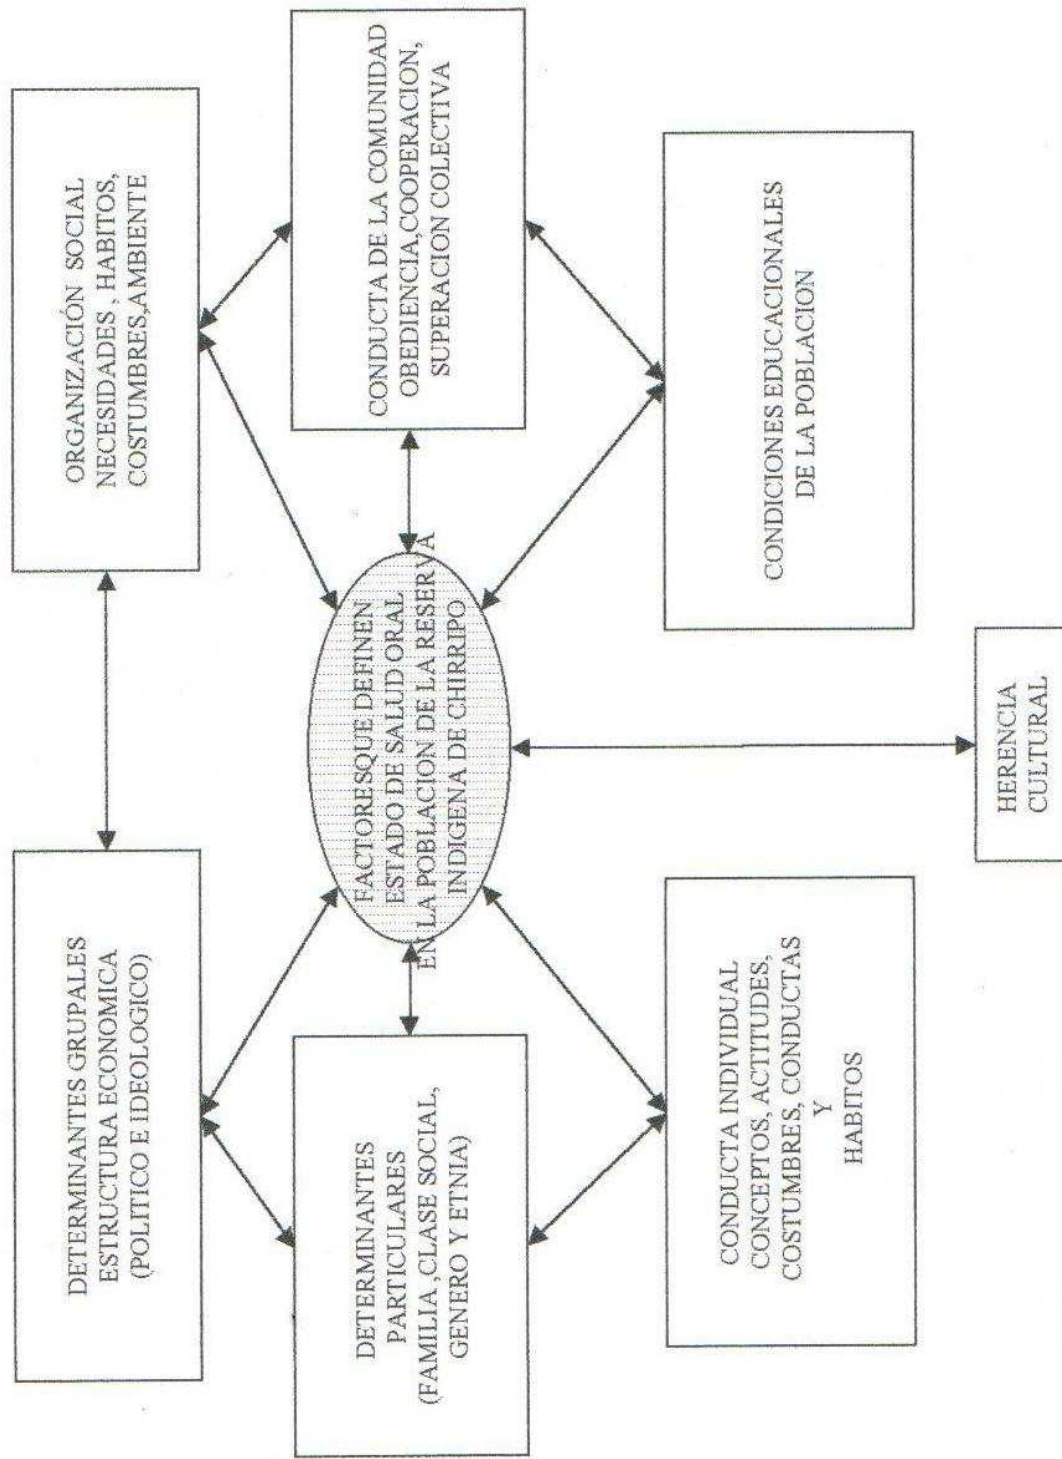 DETERMINANTES GRUPALES
ESTRUCTURA ECONOMICA
(POLITICO E IDEOLOGICO)
ORGANIZACIÓN SOCIAL
NECESIDADES , HABITOS,
COSTUMBRES,AMBIENTE
DETERMINANTES
PARTICULARES
(FAMILIA ,CLASE SOCIAL,
GENERO Y ETNIA)
FACTORESQUE DEFINEN
ESTADO DE SALUD ORAL
EN LA POBLACION DE LA RESERVA
INDIGENA DE CHIRRIPO
CONDUCTA DE LA COMUNIDAD
OBEDIENCIA,COOPERACION,
SUPERACION COLECTIVA
CONDUCTA INDIVIDUAL
CONCEPTOS, ACTITUDES,
COSTUMBRES, CONDUCTAS
Y
HABITOS
CONDICIONES EDUCACIONALES
DE LA POBLACION
HERENCIA
CULTURAL